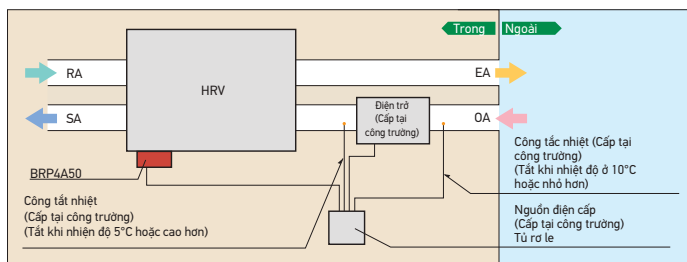 Trong
Ngoài
RA
EA
HRV
SA
Điện trở
(Cấp tại
công trường)
OA
BRP4A50
Công tắt nhiệt
(Cấp tại công trường)
(Tắt khi nhiện độ 5°C hoặc cao hơn)
Công tắc nhiệt (Cấp tại
công trường)
(Tắt khi nhiệt độ ở 10°C
hoặc nhỏ hơn)
Nguồn điện cấp
(Cấp tại công trường)
Tủ rơ le